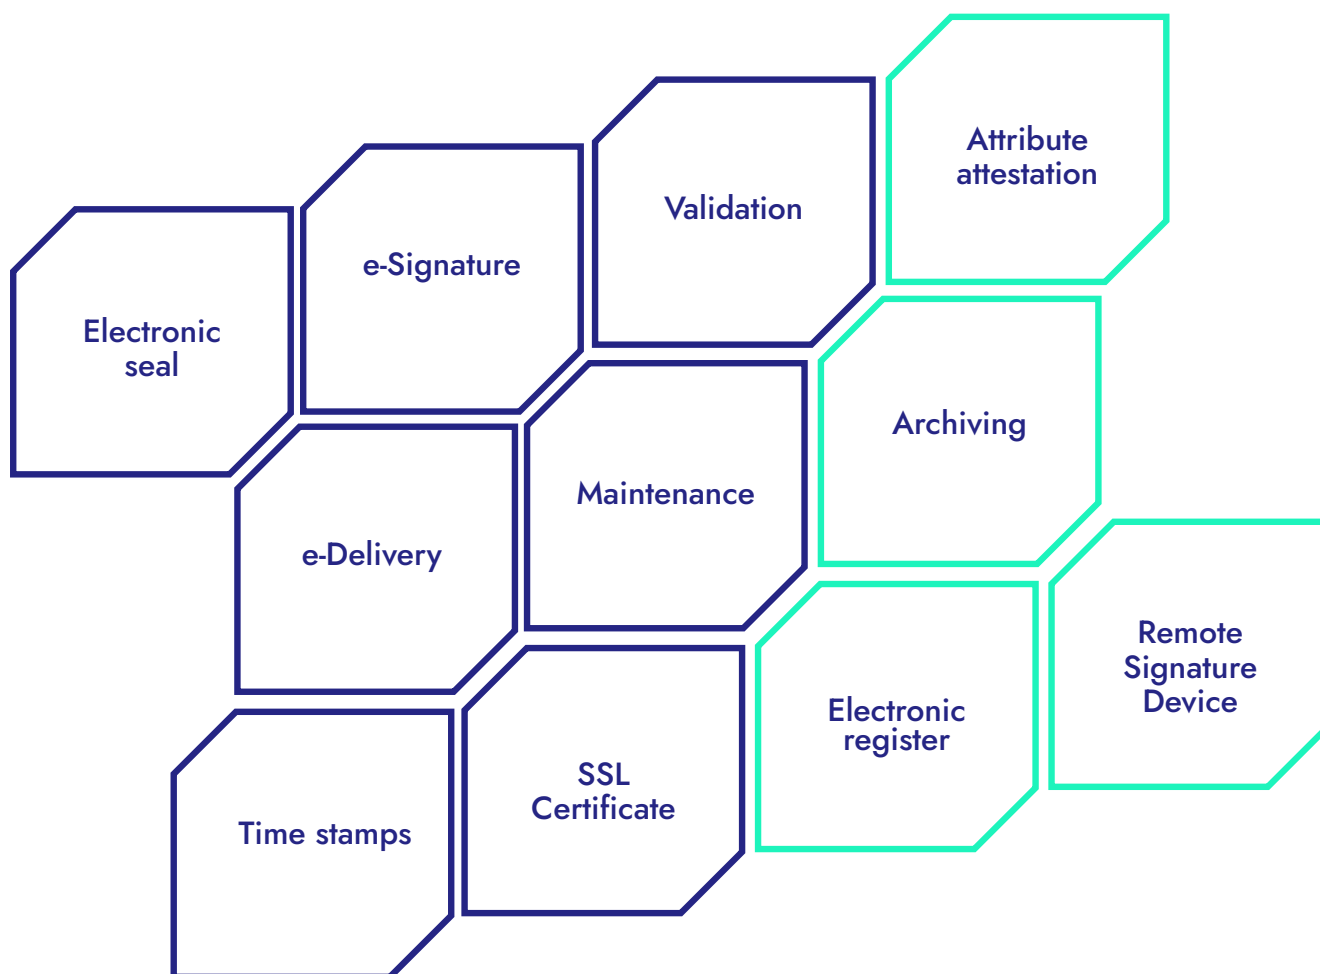 Attribute
attestation
Validation
e-Signature
Electronic
seal
Archiving
Maintenance
e-Delivery
Remote
Signature
Device
Electronic
register
SSL
Certificate
Time stamps